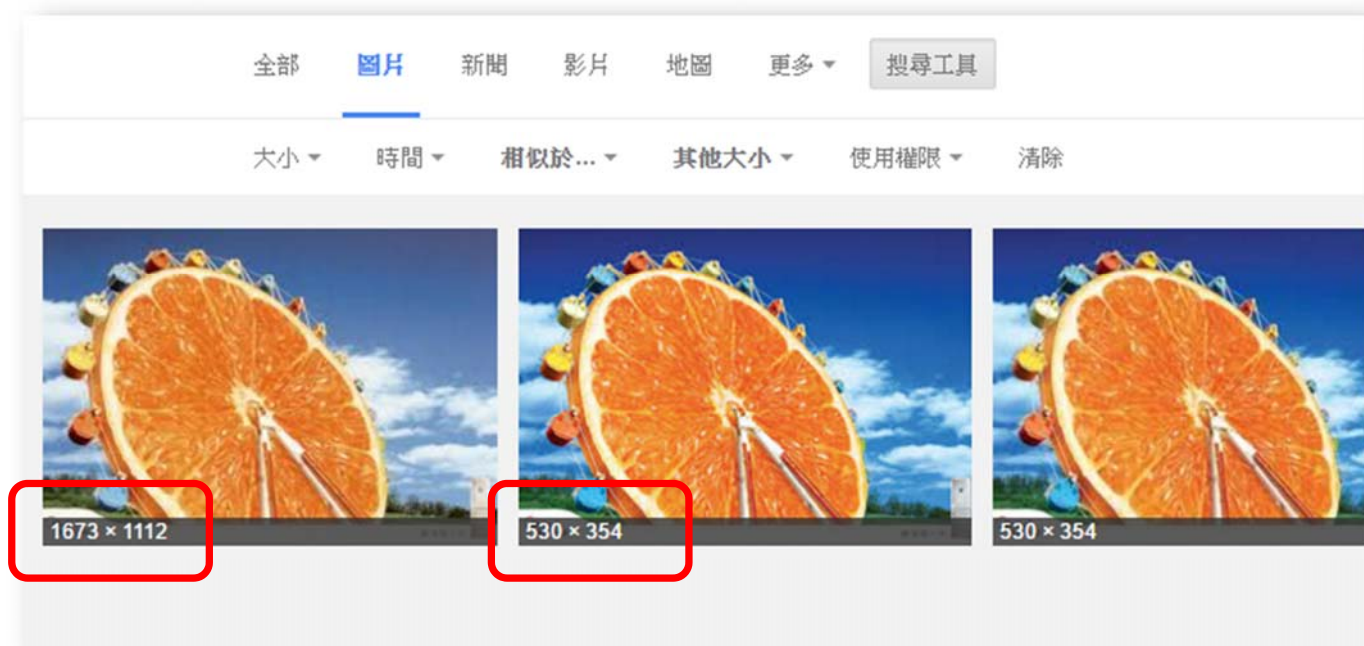 全部 圖片 新聞 影片 地圖 更多 搜尋工具
大小 時間 相似於... 其他大小 使用權限 清除
1673 × 1112 530 × 354 530 × 354